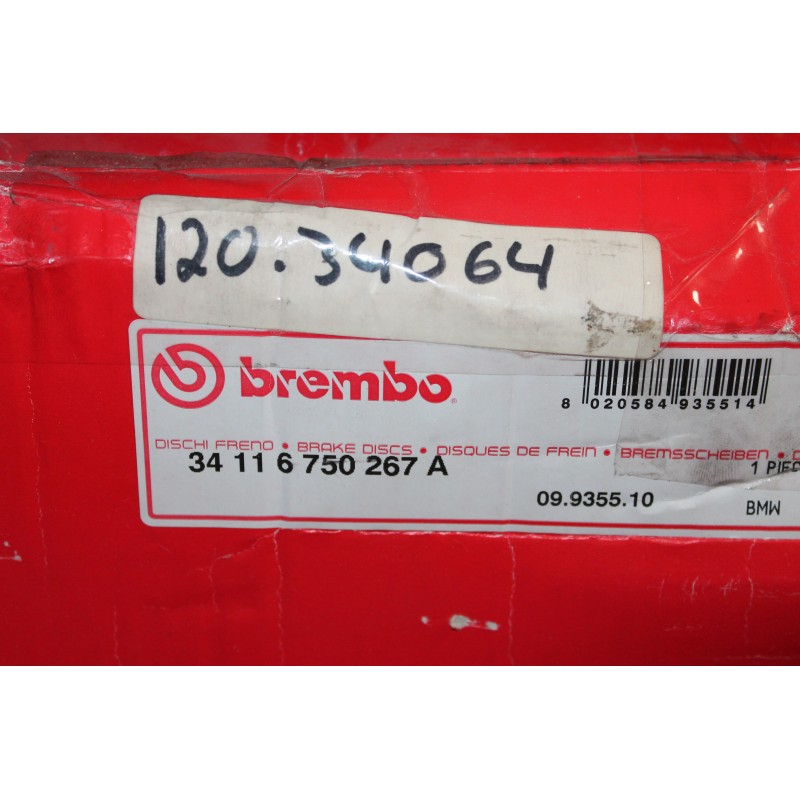 120.34064
brembo
8 020584 935514
DISCHI FRENO • BRAKE DISCS • DISQUES DE FREIN • BREMSSCHEIBEN •
34 11 6 750 267 A
1
09.9355.10
BMW